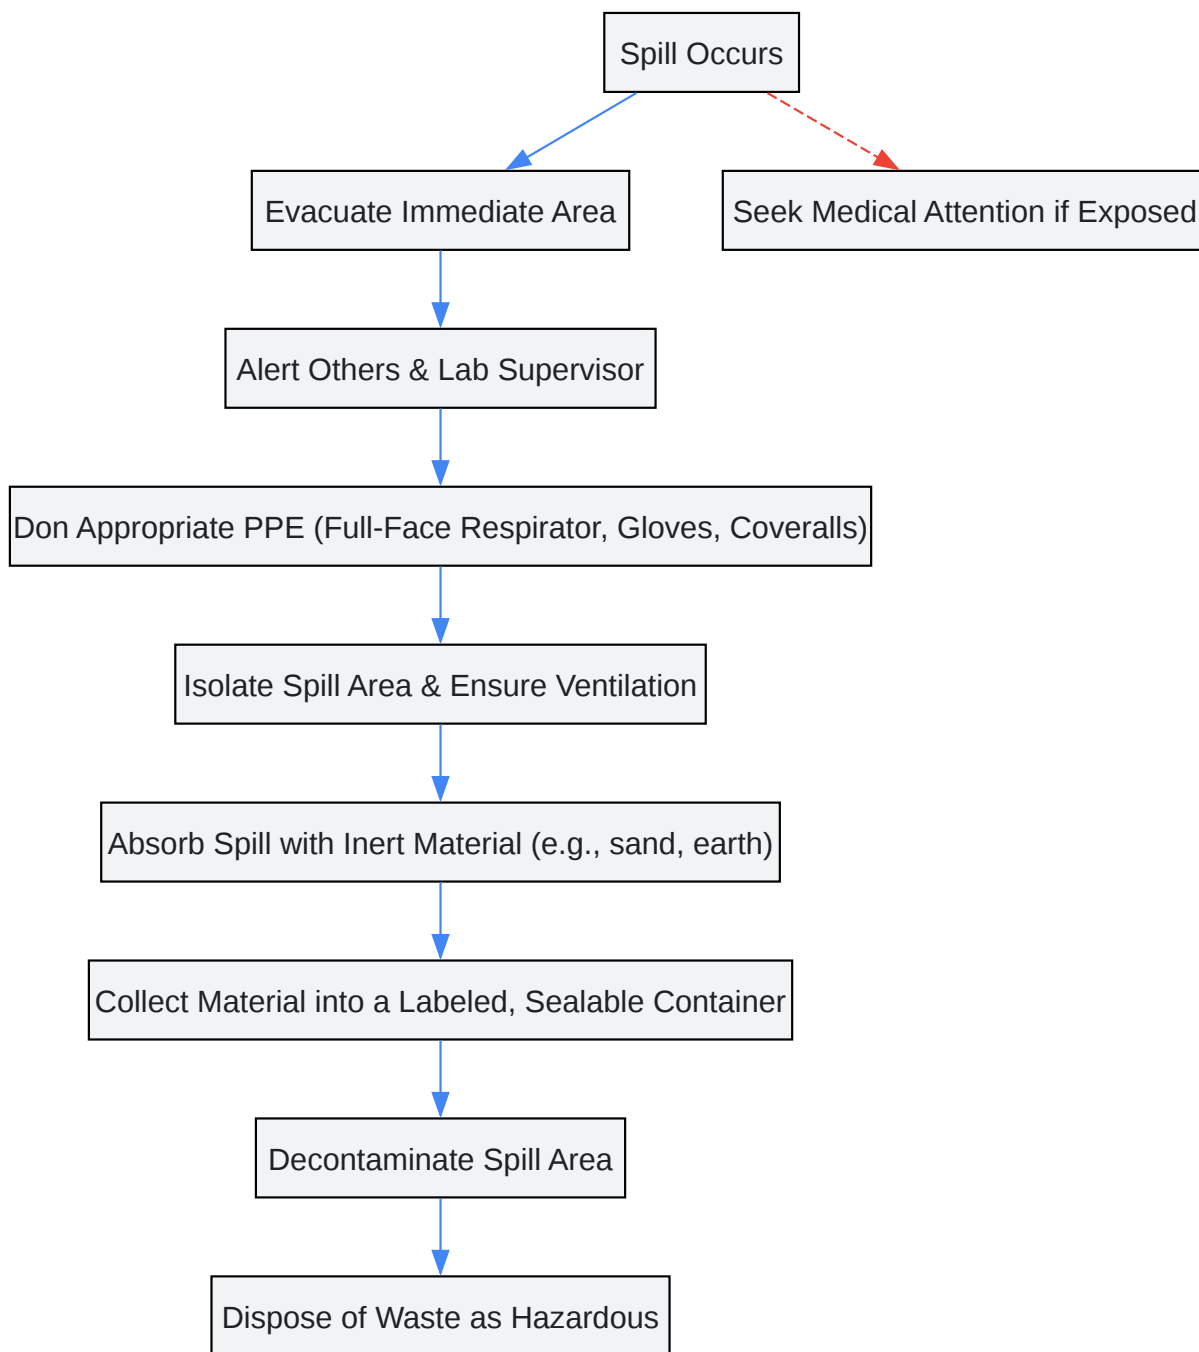 Spill Occurs
Evacuate Immediate Area
Seek Medical Attention if Exposed
Alert Others & Lab Supervisor
Don Appropriate PPE (Full-Face Respirator, Gloves, Coveralls)
Isolate Spill Area & Ensure Ventilation
Absorb Spill with Inert Material (e.g., sand, earth)
Collect Material into a Labeled, Sealable Container
Decontaminate Spill Area
Dispose of Waste as Hazardous